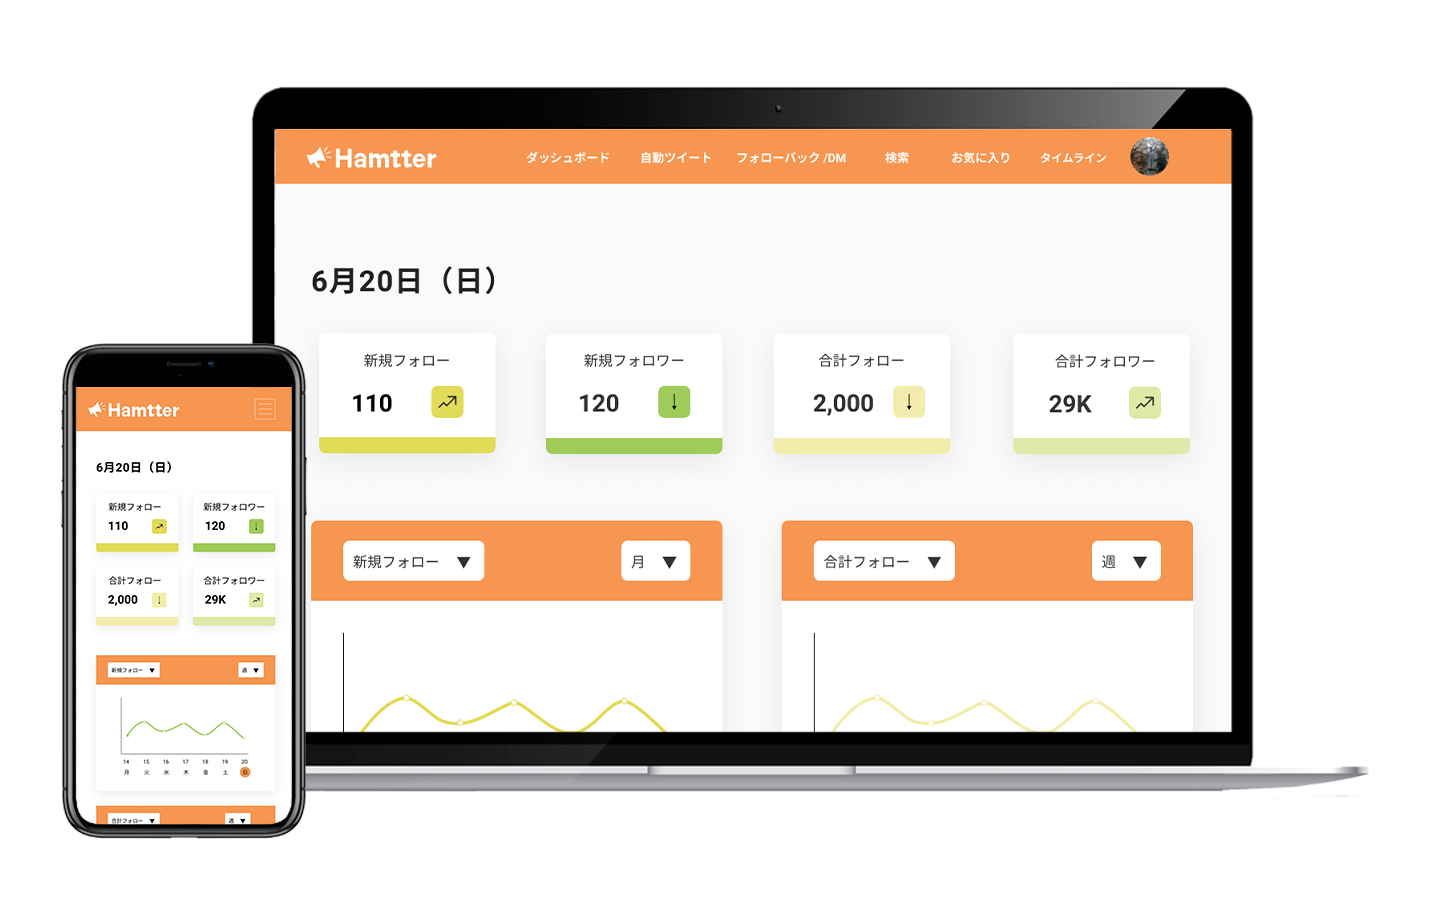 Hamtter
ダッシュボード 自動ツイート フォローバック /DM 検索 お気に入り タイムライン
6月20日（日）
新規フォロー
110
新規フォロワー
120
合計フォロー
2,000
合計フォロワー
29K
新規フォロー ▼ 月 ▼
合計フォロー ▼ 週 ▼
Hamtter
6月20日（日）
新規フォロー
110
新規フォロワー
120
合計フォロー
2,000
合計フォロワー
29K
新規フォロー ▼ 週 ▼
14 15 16 17 18 19 20
月 火 水 木 金 土 日
合計フォロー ▼ 週 ▼